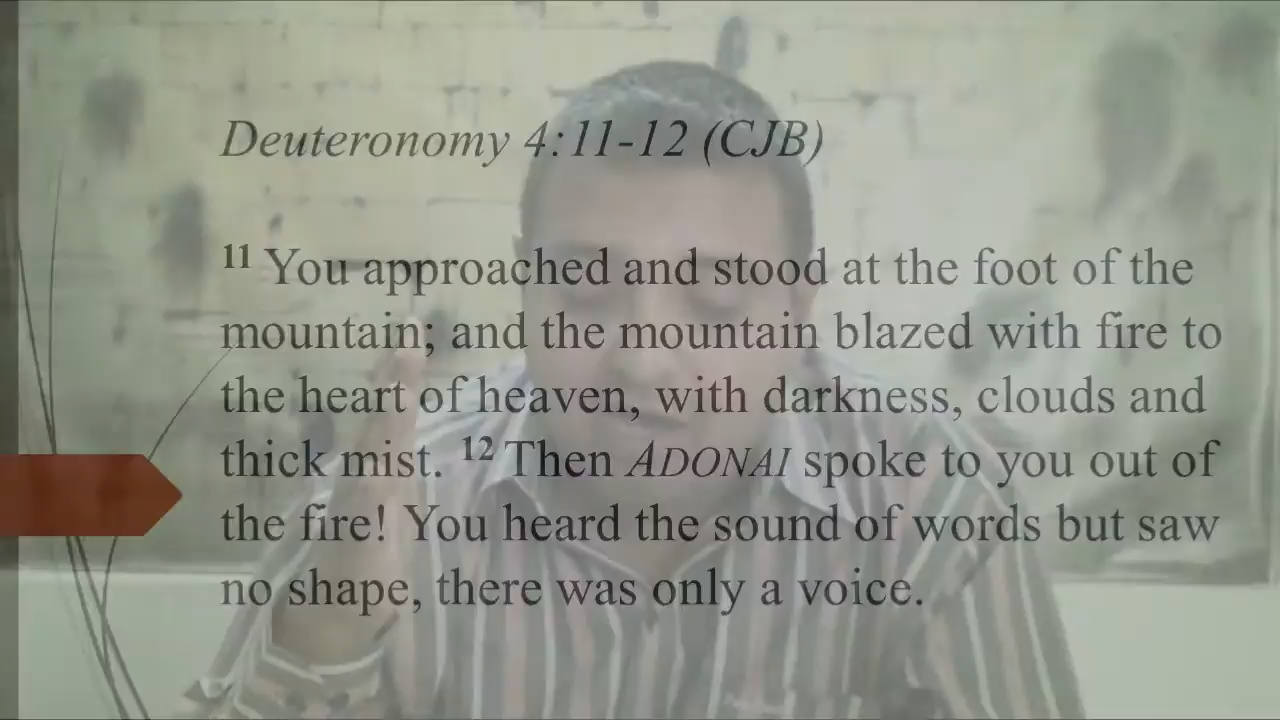 Deuteronomy 4:11-12 (CJB)
11 You approached and stood at the foot of the
mountain; and the mountain blazed with fire to
the heart of heaven, with darkness, clouds and
thick mist. 12 Then ADONAI spoke to you out of
the fire! You heard the sound of words but saw
no shape, there was only a voice.